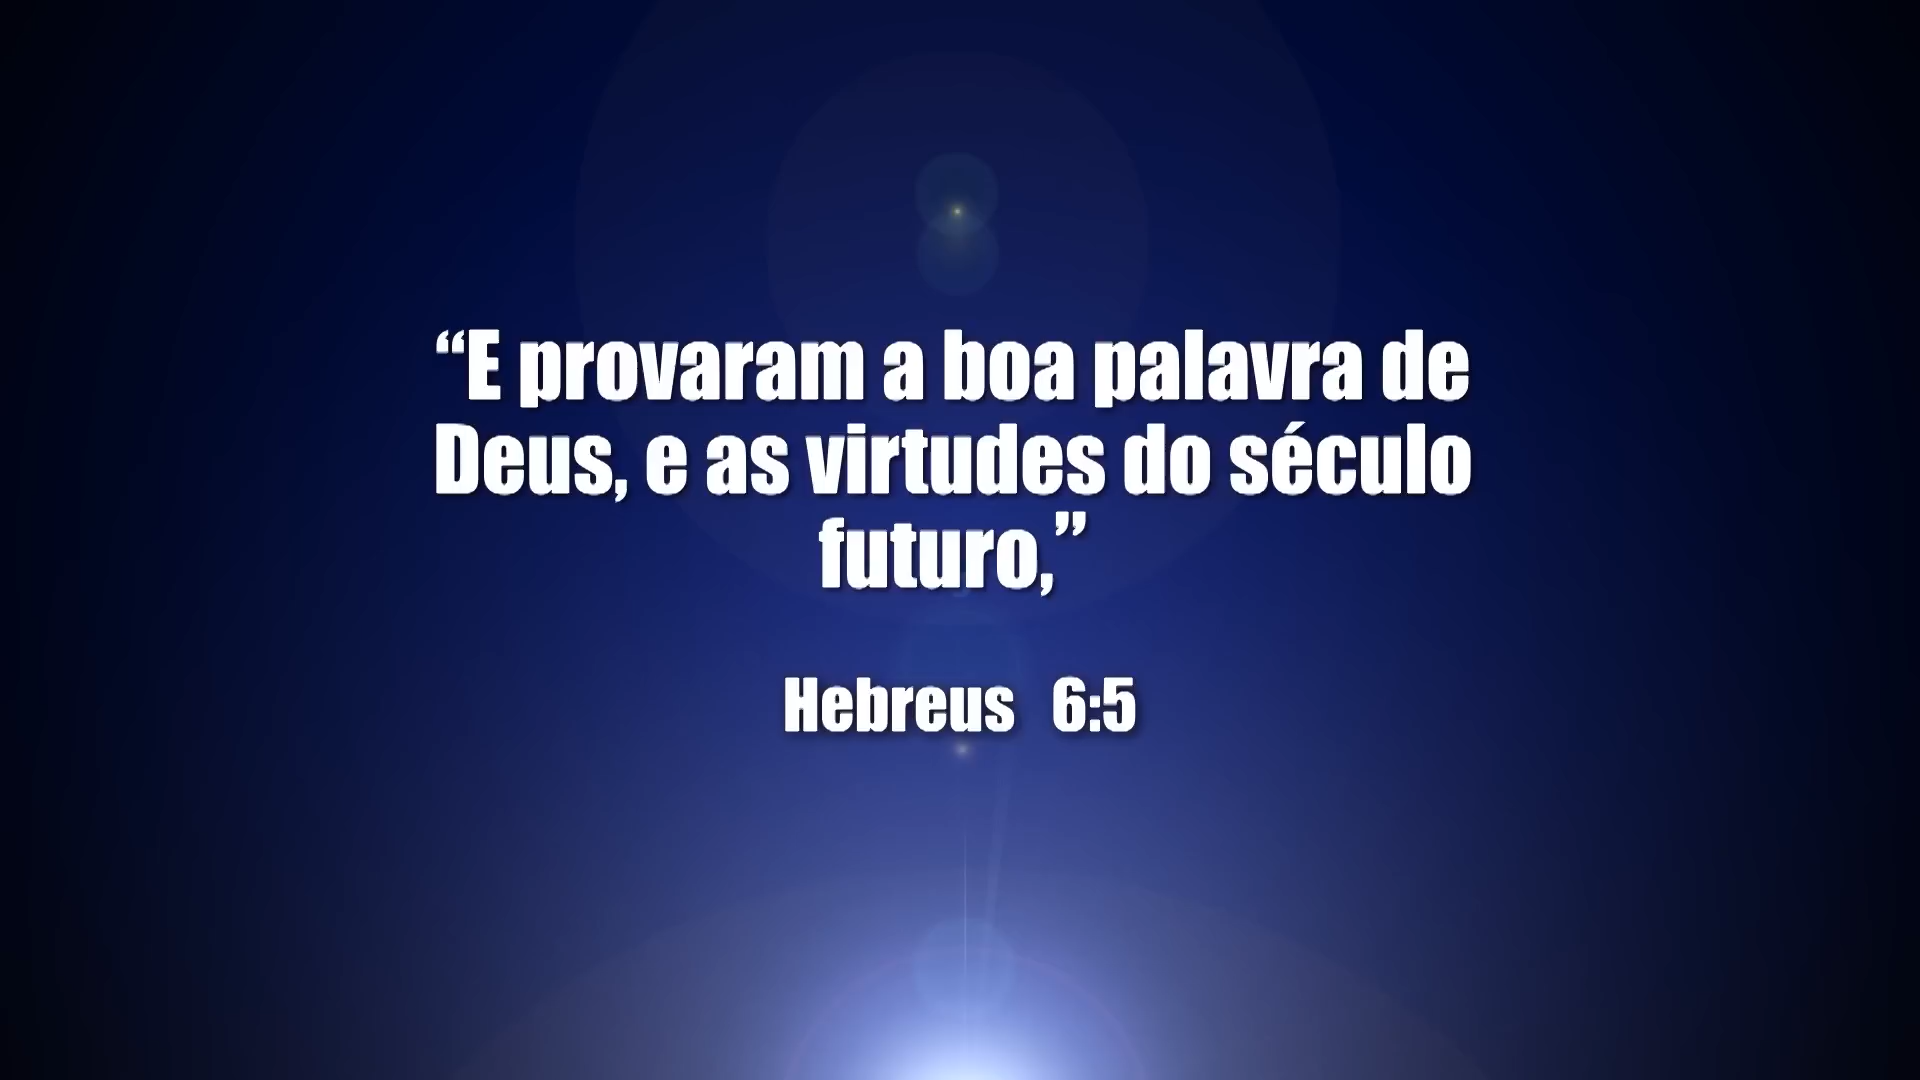 “E provaram a boa palavra de
Deus, e as virtudes do século
futuro,”
Hebreus 6:5